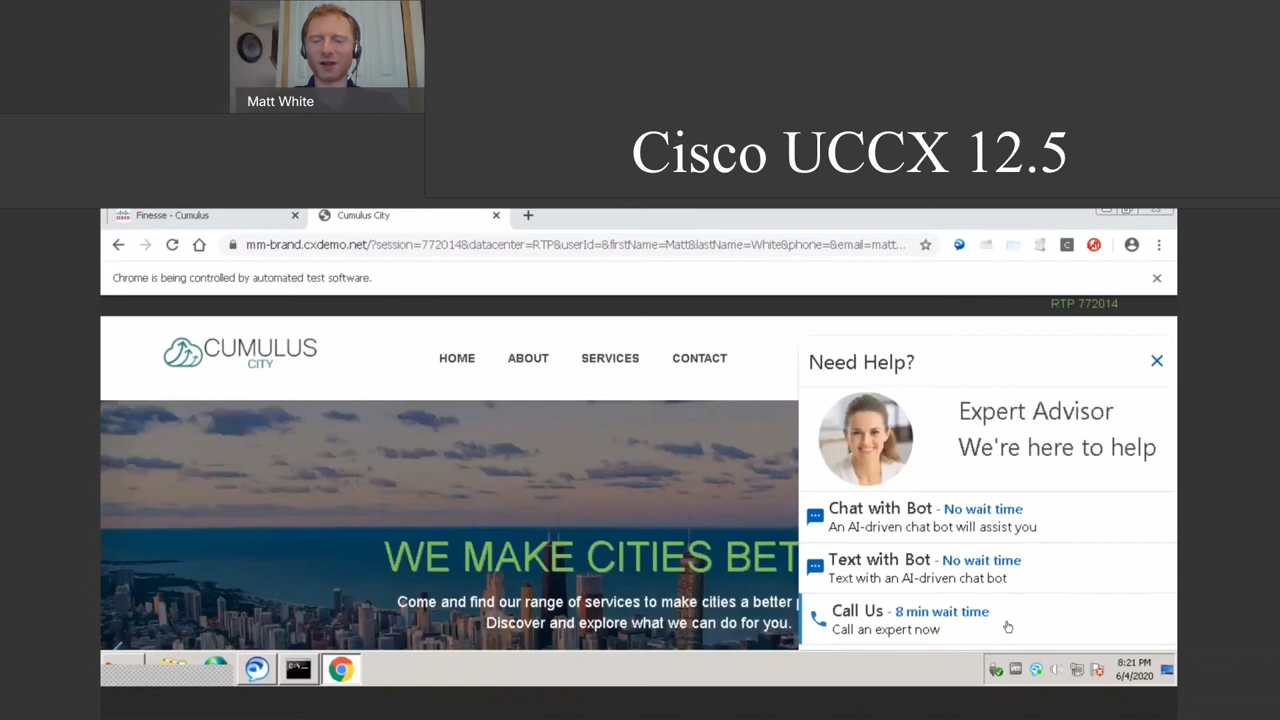 Matt White
Cisco UCCX 12.5
Finesse - Cumulus
Cumulus City
mm-brand.cxdemo.net/?session=772014&datacenter=RTP&userId=&firstName=Matt&lastName=White&phone=&email=matt...
Chrome is being controlled by automated test software.
RTP 772014
CUMULUS
CITY
HOME ABOUT SERVICES CONTACT
Need Help?
Expert Advisor
We're here to help
Chat with Bot - No wait time
An AI-driven chat bot will assist you
Text with Bot - No wait time
Text with an AI-driven chat bot
Call Us - 8 min wait time
Call an expert now
WE MAKE CITIES BET
Come and find our range of services to make cities a better
Discover and explore what we can do for you.
8:21 PM
6/4/2020